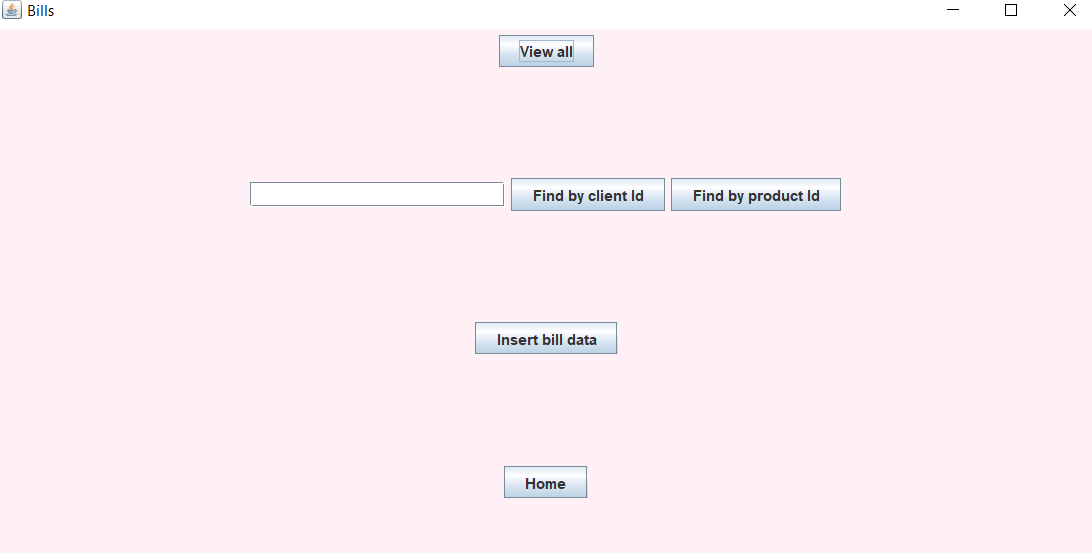 Bills
View all
Find by client Id Find by product Id
Insert bill data
Home